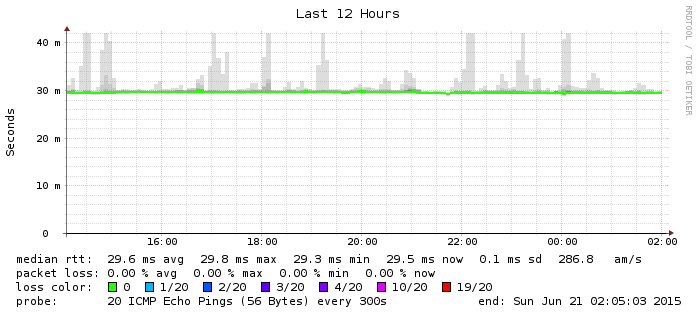 Last 12 Hours
RRDTOOL / TOBI OETIKER
Seconds
40 m
30 m
20 m
10 m
0
16:00 18:00 20:00 22:00 00:00 02:00
median rtt: 29.6 ms avg 29.8 ms max 29.3 ms min 29.5 ms now 0.1 ms sd 286.8 am/s
packet loss: 0.00 % avg 0.00 % max 0.00 % min 0.00 % now
loss color: 0 1/20 2/20 3/20 4/20 10/20 19/20
probe: 20 ICMP Echo Pings (56 Bytes) every 300s end: Sun Jun 21 02:05:03 2015